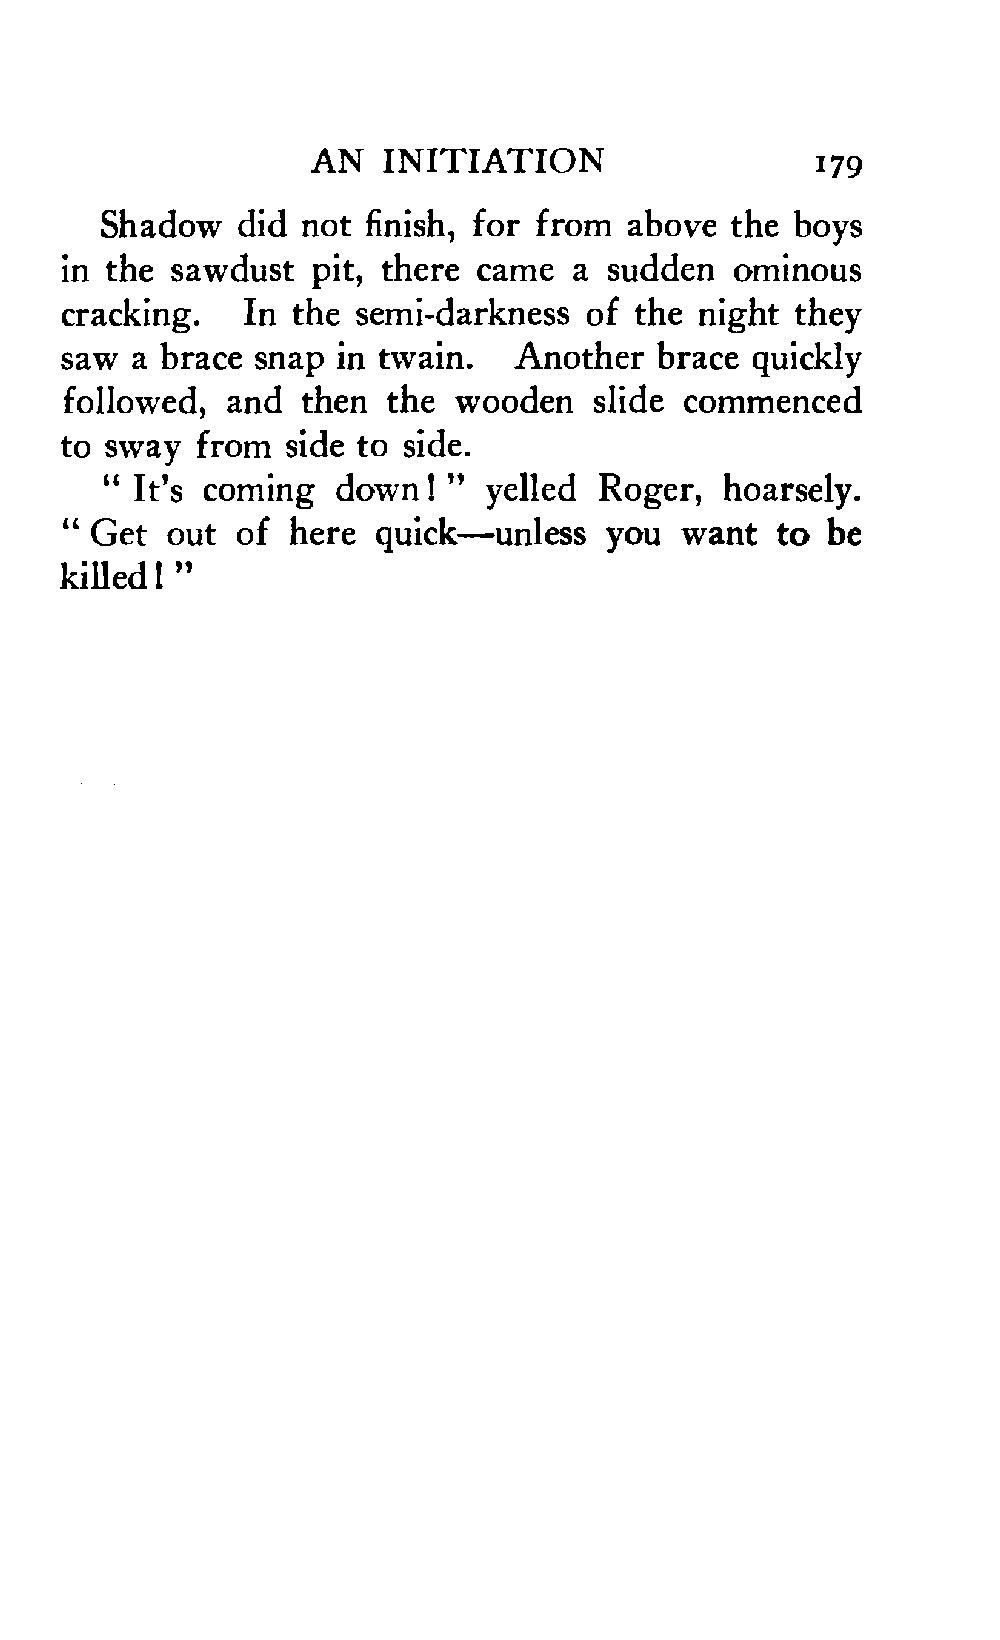 AN INITIATION 179
Shadow did not finish, for from above the boys
in the sawdust pit, there came a sudden ominous
cracking. In the semi-darkness of the night they
saw a brace snap in twain. Another brace quickly
followed, and then the wooden slide commenced
to sway from side to side.
“ It’s coming down! ” yelled Roger, hoarsely.
“ Get out of here quick—unless you want to be
killed! ”